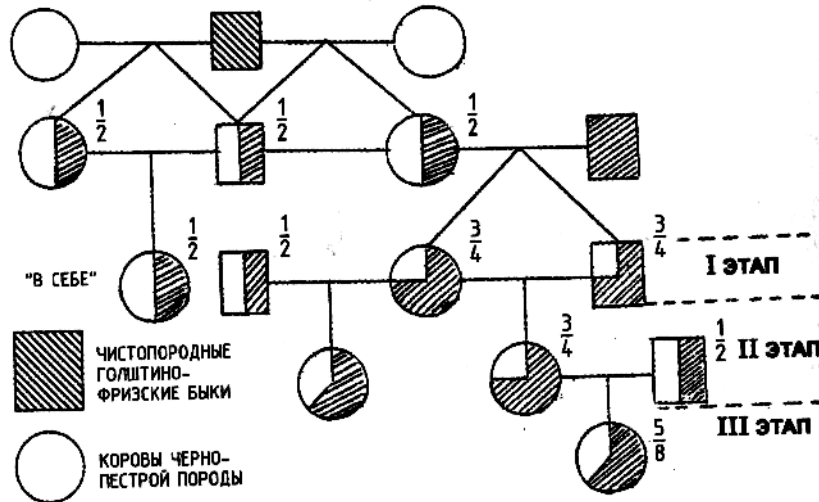 1/2
1/2
1/2
1/2
1/2
3/4
3/4
I ЭТАП
"В СЕБЕ"
3/4
1/2
II ЭТАП
ЧИСТОПОРОДНЫЕ
ГОЛШТИНО-
ФРИЗСКИЕ БЫКИ
III ЭТАП
5/8
КОРОВЫ ЧЕРНО-
ПЕСТРОЙ ПОРОДЫ